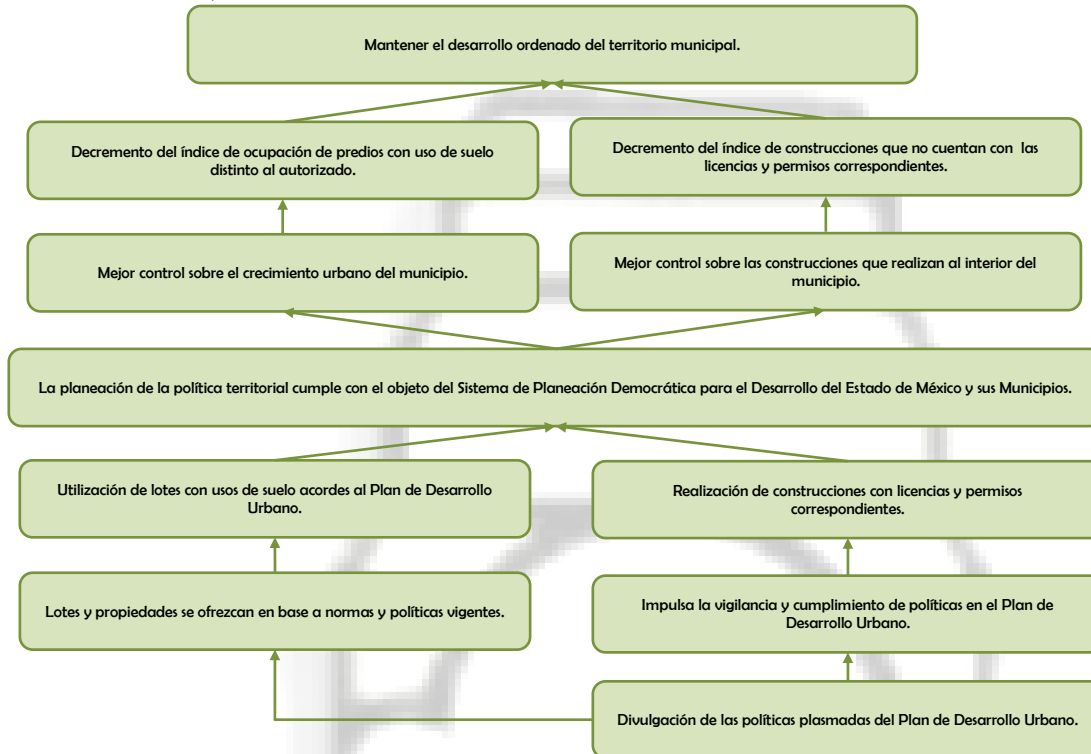 Mantener el desarrollo ordenado del territorio municipal.
Decremento del índice de ocupación de predios con uso de suelo
distinto al autorizado.
Decremento del índice de construcciones que no cuentan con las
licencias y permisos correspondientes.
Mejor control sobre el crecimiento urbano del municipio.
Mejor control sobre las construcciones que realizan al interior del
municipio.
La planeación de la política territorial cumple con el objeto del Sistema de Planeación Democrática para el Desarrollo del Estado de México y sus Municipios.
Utilización de lotes con usos de suelo acordes al Plan de Desarrollo
Urbano.
Realización de construcciones con licencias y permisos
correspondientes.
Lotes y propiedades se ofrezcan en base a normas y políticas vigentes.
Impulsa la vigilancia y cumplimiento de políticas en el Plan de
Desarrollo Urbano.
Divulgación de las políticas plasmadas del Plan de Desarrollo Urbano.